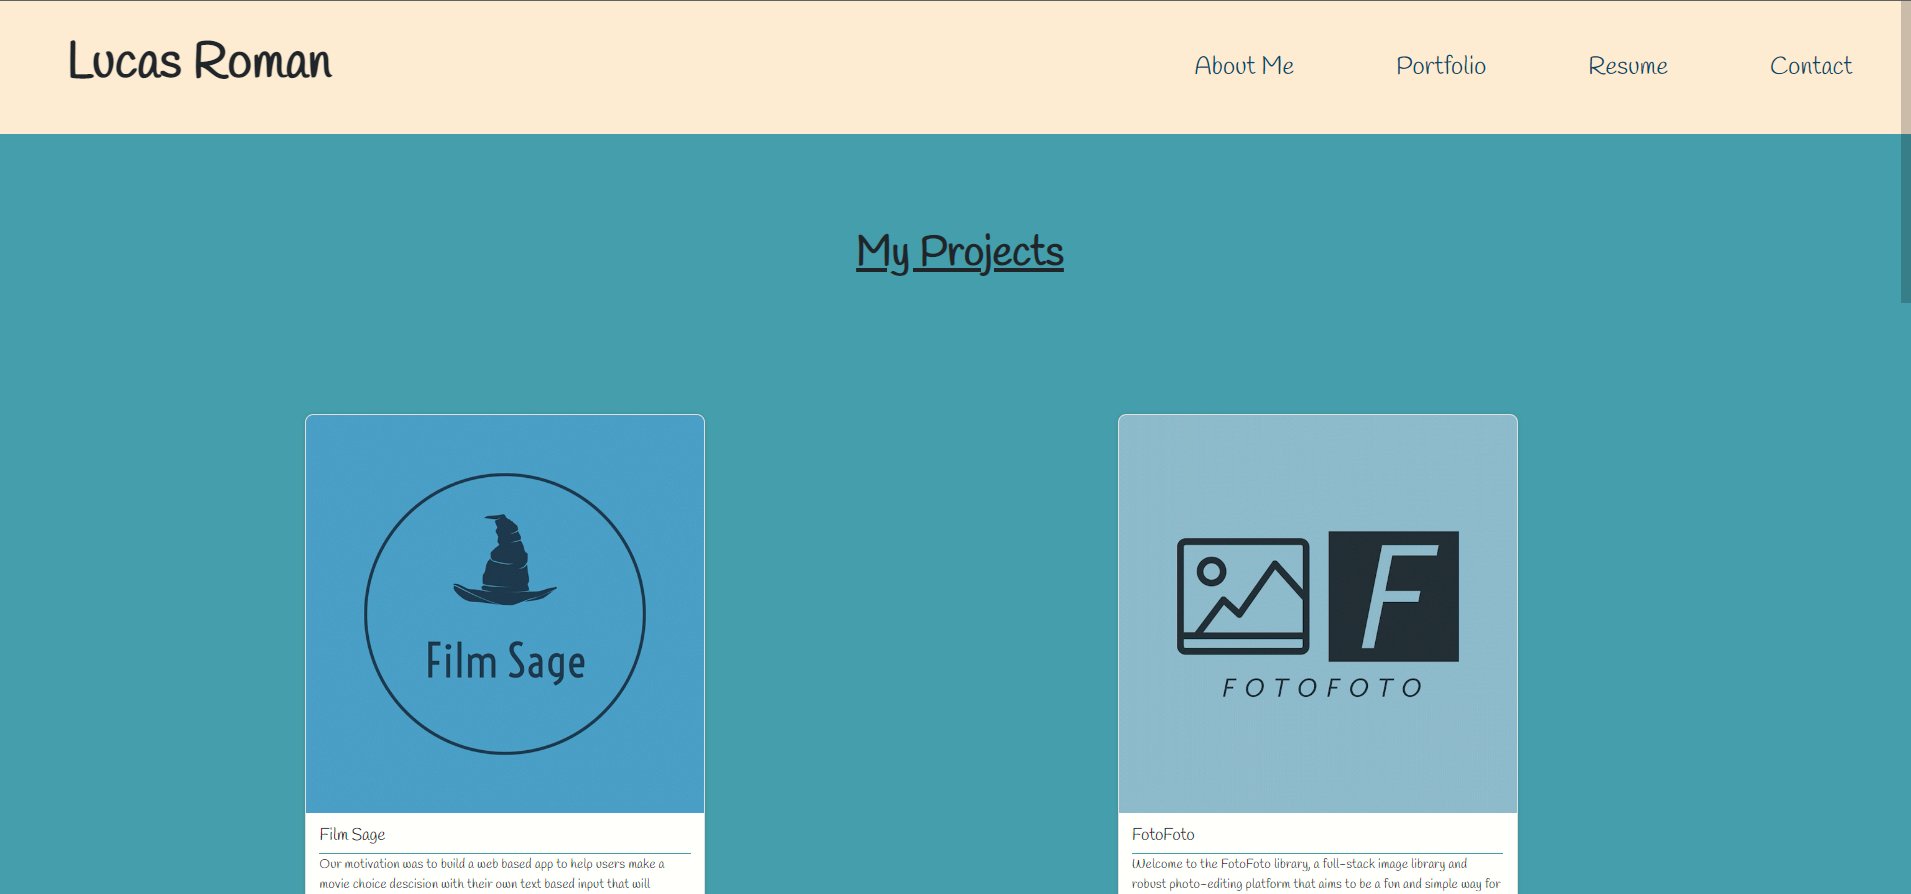 Lucas Roman
About Me
Portfolio
Resume
Contact
My Projects
Film Sage
F
FOTOFOTO
Film Sage
Our motivation was to build a web based app to help users make a
movie choice descision with their own text based input that will
FotoFoto
Welcome to the FotoFoto library, a full-stack image library and
robust photo-editing platform that aims to be a fun and simple way for